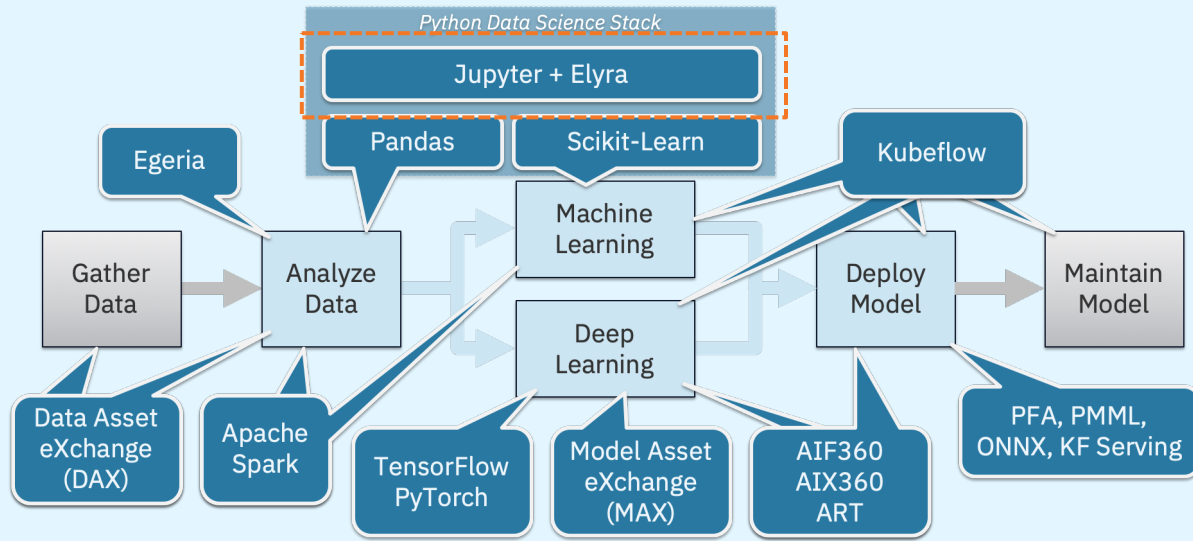 Python Data Science Stack
Jupyter + Elyra
Pandas
Scikit-Learn
Egeria
Kubeflow
Machine
Learning
Gather
Data
Analyze
Data
Deploy
Model
Maintain
Model
Deep
Learning
Data Asset
eXchange
(DAX)
Apache
Spark
TensorFlow
PyTorch
Model Asset
eXchange
(MAX)
AIF360
AIX360
ART
PFA, PMML,
ONNX, KF Serving